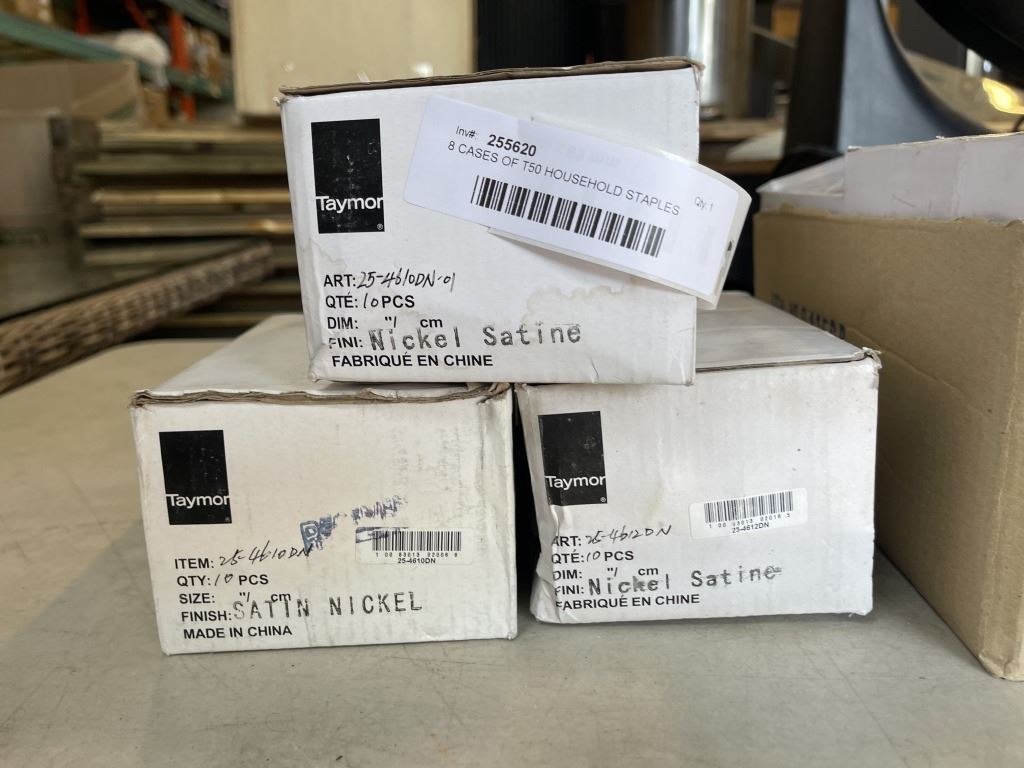 Taymor
®
Inv#: 255620
8 CASES OF T50 HOUSEHOLD STAPLES
Qty: 1
ART: 25-4610DN-01
QTÉ: 10 PCS
DIM: "/ cm
FINI: Nickel Satine
FABRIQUÉ EN CHINE
Taymor
®
ITEM: 25-4610DN
QTY: 10 PCS
SIZE: "/ cm
FINISH: SATIN NICKEL
MADE IN CHINA
25-4610DN
Taymor
®
ART: 25-4612DN
QTÉ: 10 PCS
DIM: "/ cm
FINI: Nickel Satine
FABRIQUÉ EN CHINE
25-4612DN